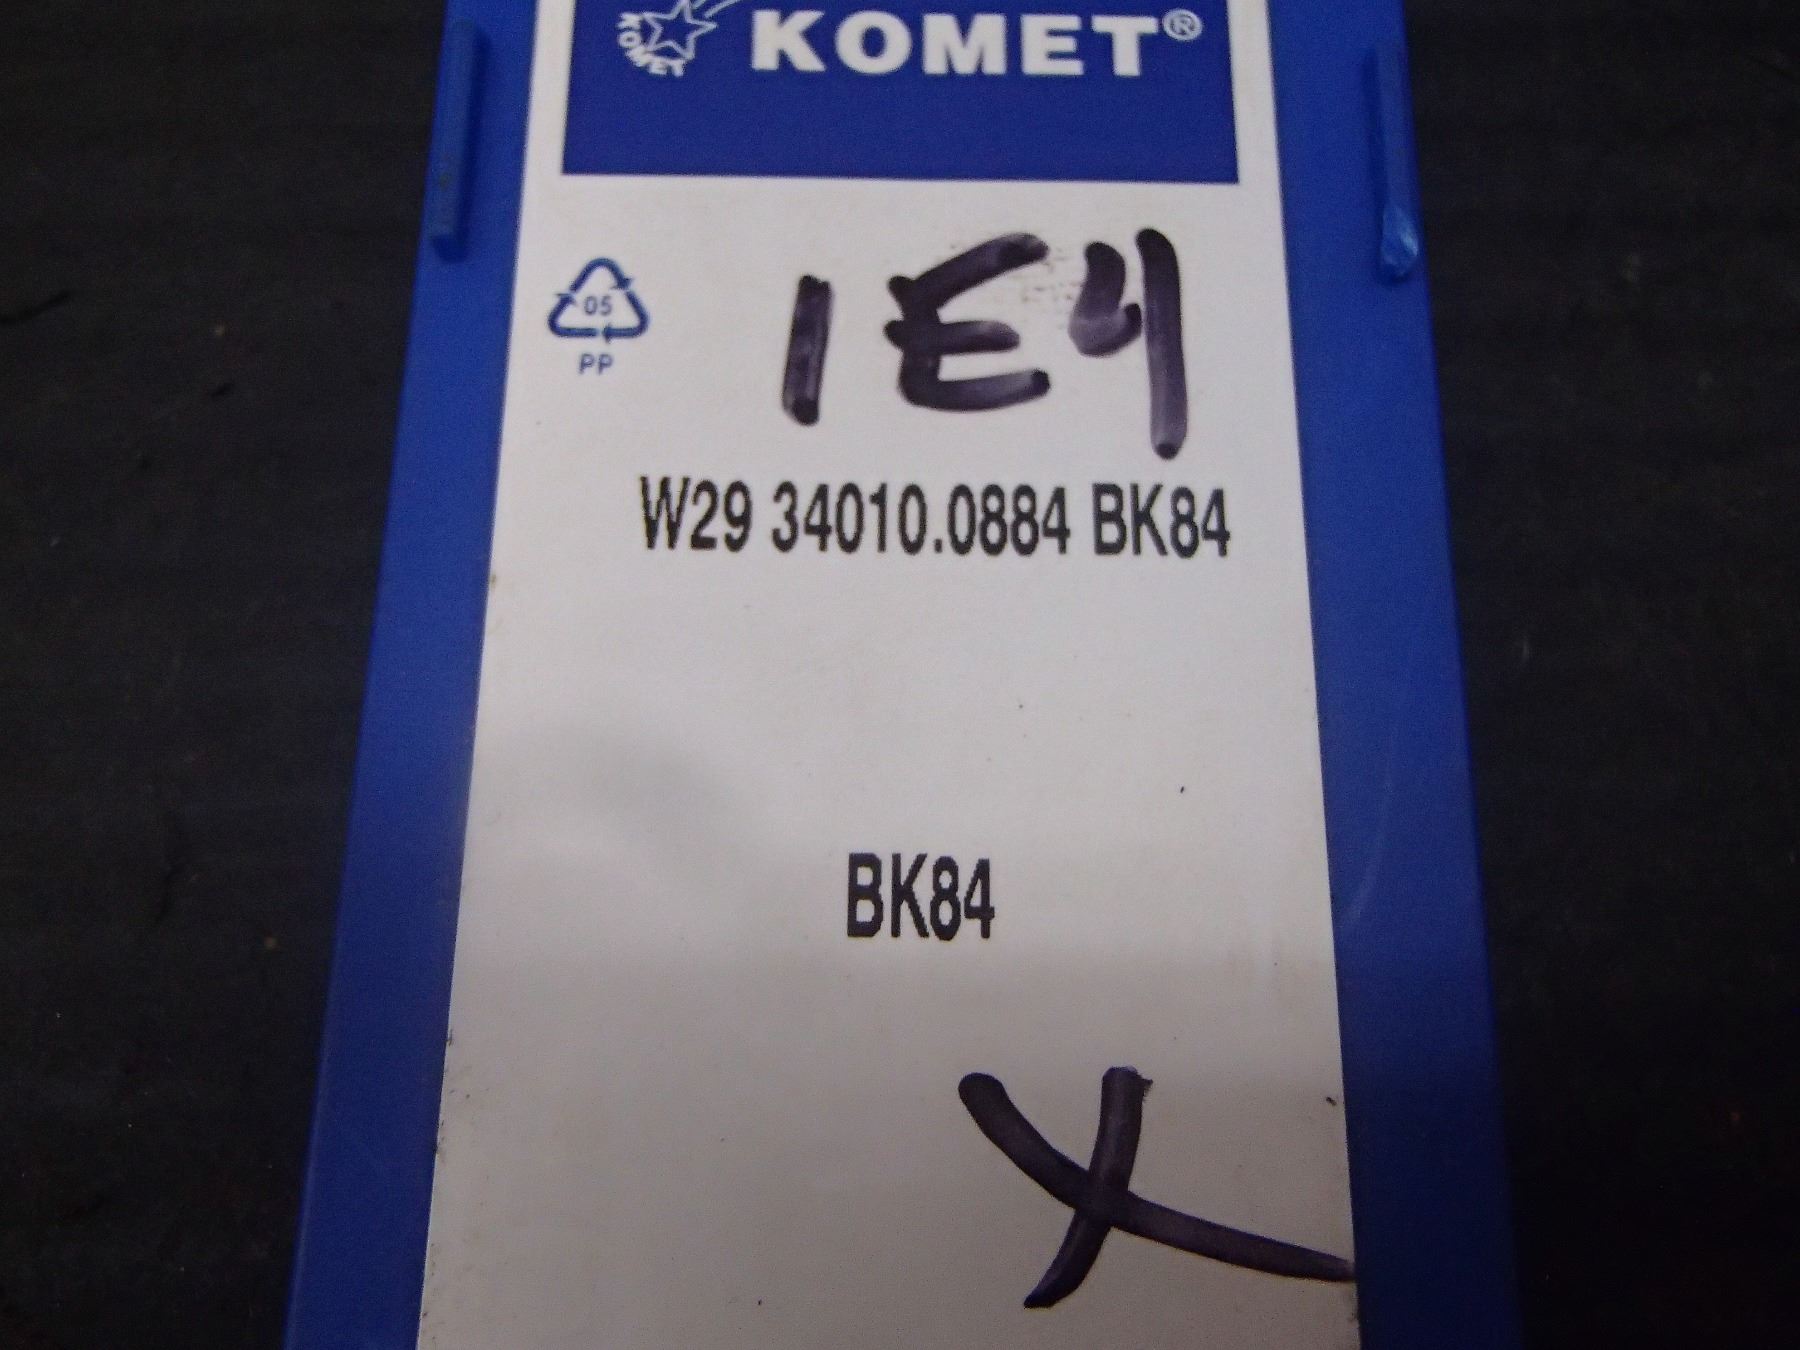 KOMET KOMET®
1E4
05
PP
W29 34010.0884 BK84
BK84
X